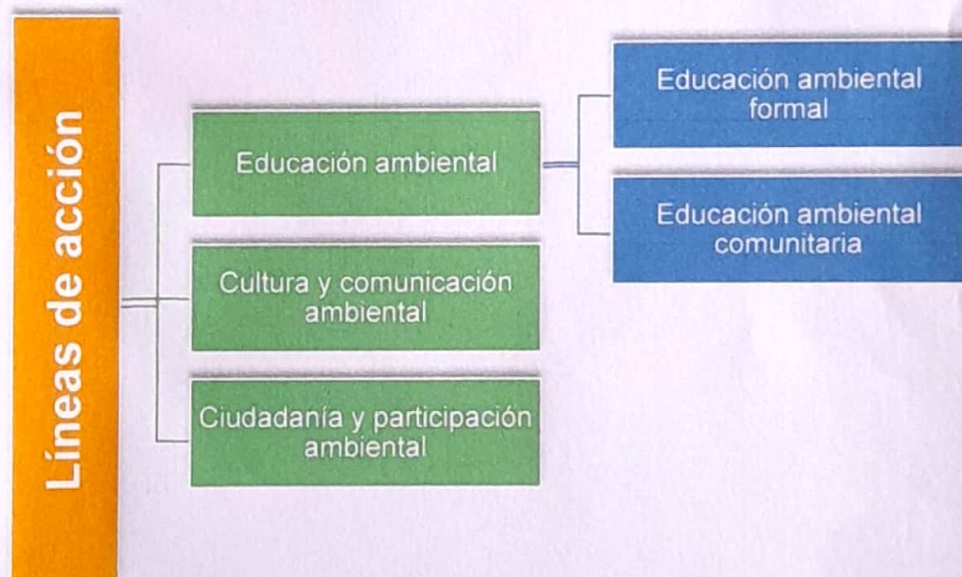 Líneas de acción
Educación ambiental
Cultura y comunicación
ambiental
Ciudadanía y participación
ambiental
Educación ambiental
formal
Educación ambiental
comunitaria